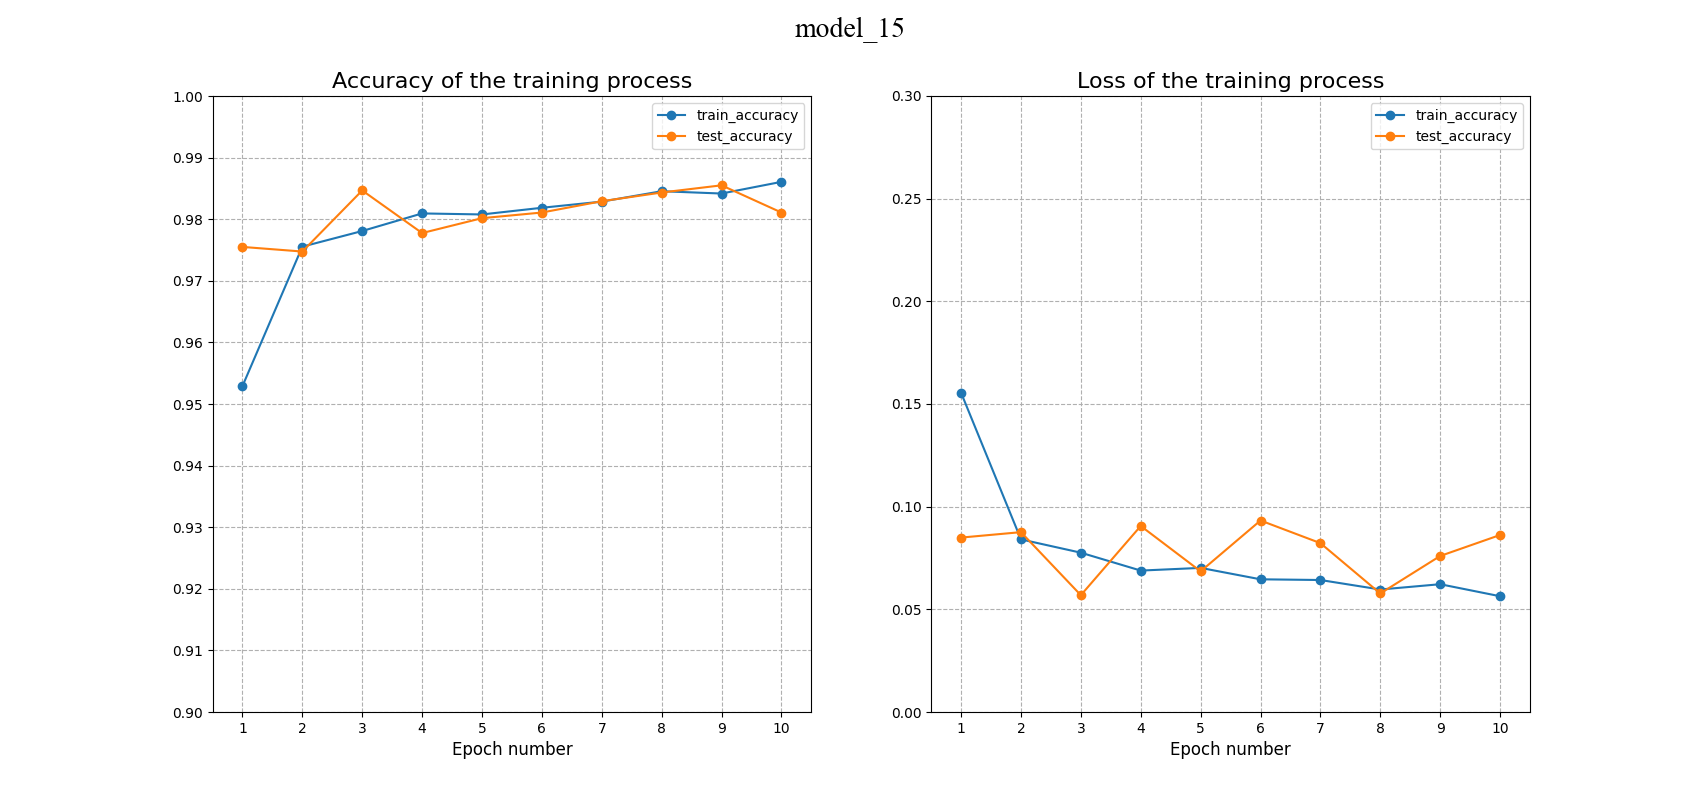 model_15
Accuracy of the training process
1.00
0.99
0.98
0.97
0.96
0.95
0.94
0.93
0.92
0.91
0.90
train_accuracy
test_accuracy
1 2 3 4 5 6 7 8 9 10
Epoch number
Loss of the training process
0.30
0.25
0.20
0.15
0.10
0.05
0.00
train_accuracy
test_accuracy
1 2 3 4 5 6 7 8 9 10
Epoch number